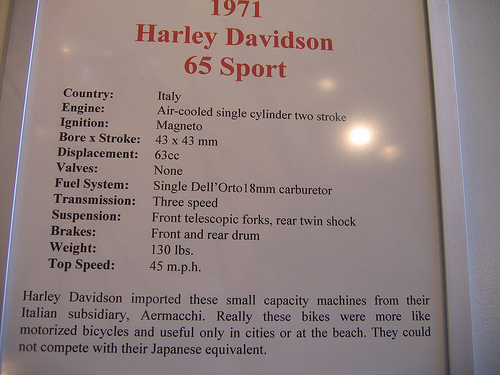 1971
Harley Davidson
65 Sport
Country: Italy
Engine: Air-cooled single cylinder two stroke
Ignition: Magneto
Bore x Stroke: 43 x 43 mm
Displacement: 63cc
Valves: None
Fuel System: Single Dell'Orto18mm carburetor
Transmission: Three speed
Suspension: Front telescopic forks, rear twin shock
Brakes: Front and rear drum
Weight: 130 lbs.
Top Speed: 45 m.p.h.
Harley Davidson imported these small capacity machines from their
Italian subsidiary, Aermacchi. Really these bikes were more like
motorized bicycles and useful only in cities or at the beach. They could
not compete with their Japanese equivalent.